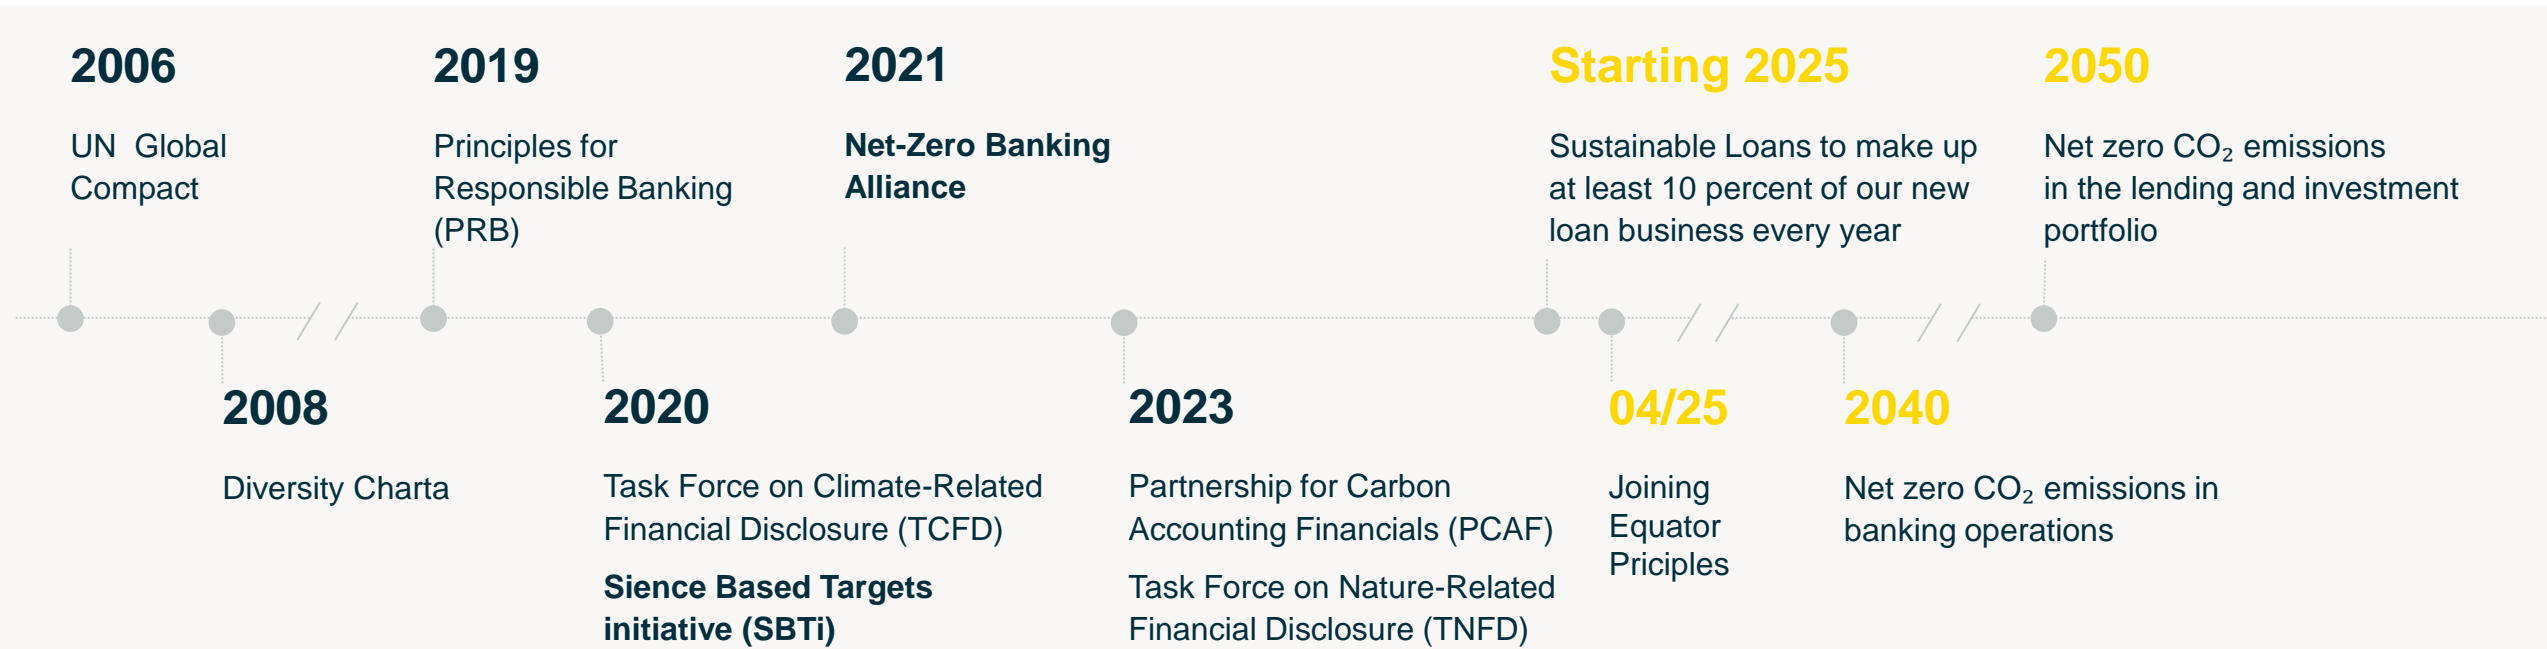 2006
UN Global
Compact
2019
Principles for
Responsible Banking
(PRB)
2021
Net-Zero Banking
Alliance
Starting 2025
Sustainable Loans to make up
at least 10 percent of our new
loan business every year
2050
Net zero CO₂ emissions
in the lending and investment
portfolio
2008
Diversity Charta
2020
Task Force on Climate-Related
Financial Disclosure (TCFD)
Sience Based Targets
initiative (SBTi)
2023
Partnership for Carbon
Accounting Financials (PCAF)
Task Force on Nature-Related
Financial Disclosure (TNFD)
04/25
Joining
Equator
Priciples
2040
Net zero CO₂ emissions in
banking operations